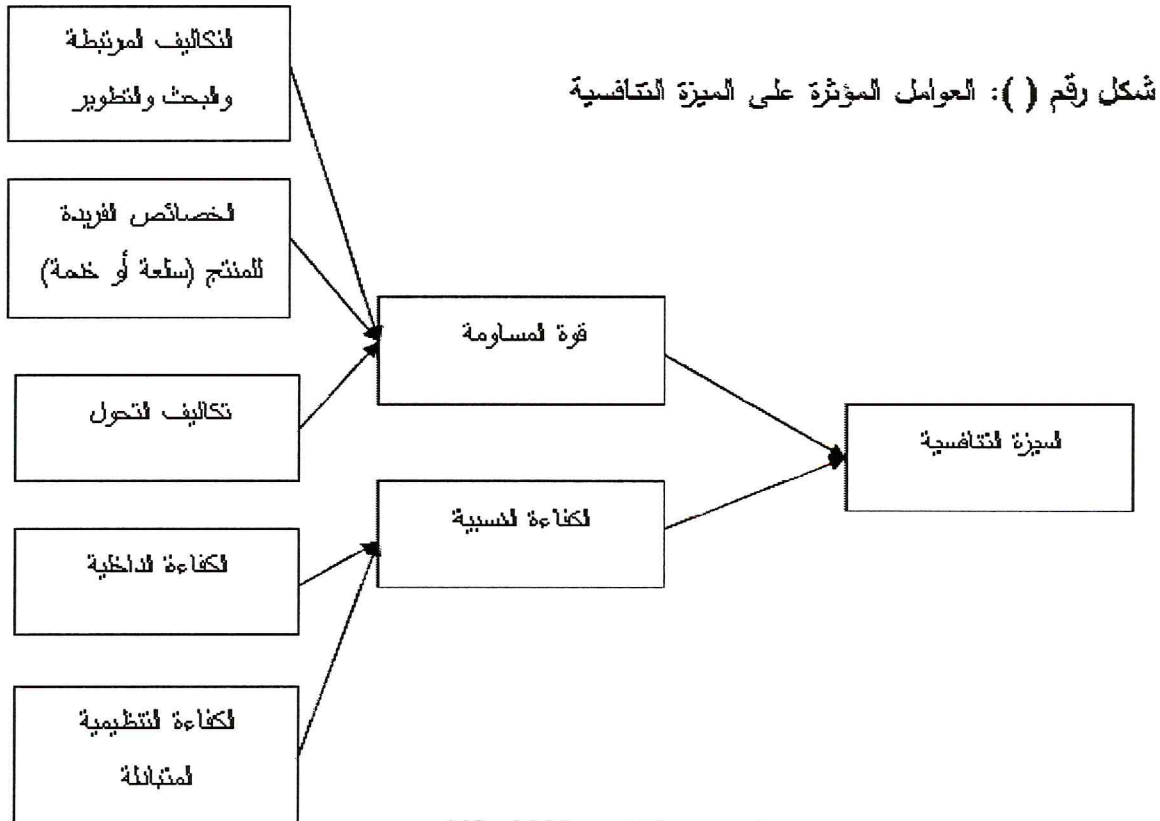 شكل رقم ( ): العوامل المؤثرة على الميزة التنافسية
التكاليف المرتبطة
والبحث والتطوير
الخصائص الفريدة
للمنتج (سلعة أو خدمة)
تكاليف التحول
الكفاءة الداخلية
الكفاءة التنظيمية
المتبادلة
قوة المساومة
الكفاءة النسبية
الميزة التنافسية